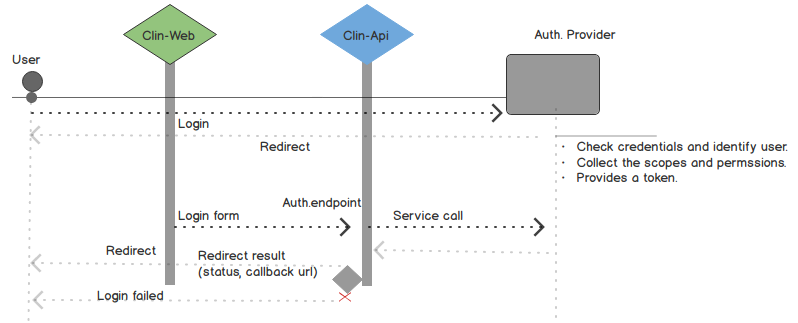 Clin-Web
Clin-Api
Auth. Provider
User
Login
Redirect
· Check credentials and identify user.
· Collect the scopes and permssions.
· Provides a token.
Auth.endpoint
Login form
Service call
Redirect
Redirect result
(status, callback url)
Login failed